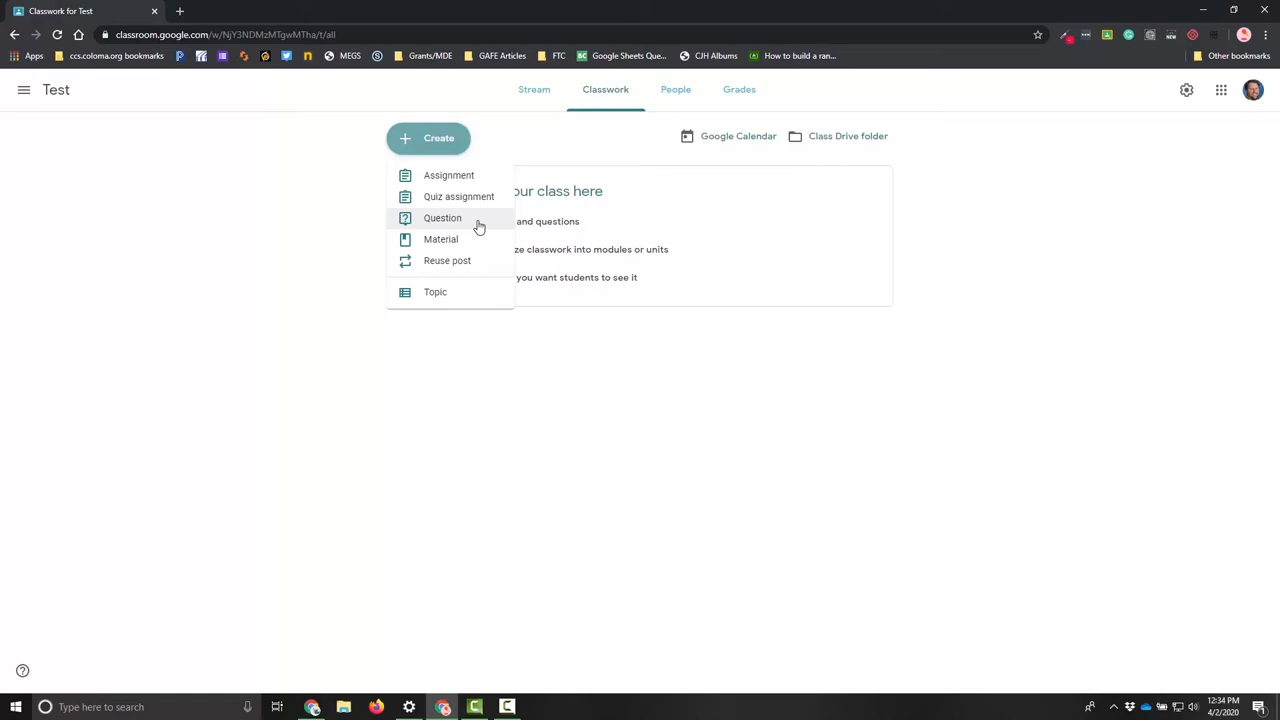 Classwork for Test
classroom.google.com/w/NjY3NDMzMTgwMTha/t/all
Apps
ccs.coloma.org bookmarks
MEGS
Grants/MDE
GAFE Articles
FTC
Google Sheets Que...
CJH Albums
How to build a ran...
Other bookmarks
Test
Stream
Classwork
People
Grades
Create
Google Calendar
Class Drive folder
Assignment
Quiz assignment
Question
Material
Reuse post
Topic
our class here
and questions
ze classwork into modules or units
you want students to see it
Type here to search
12:34 PM
4/2/2020